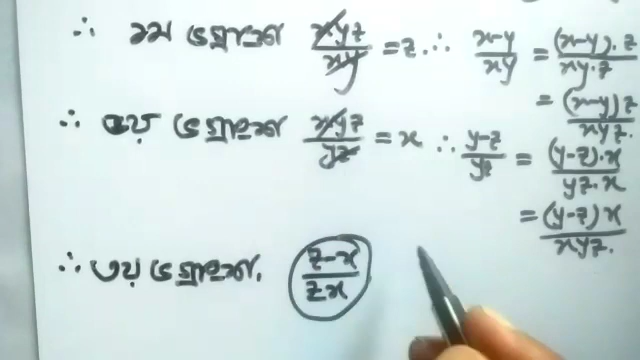 ∴ ১ম ভগ্নাংশ xyz/xy = z ∴ x-y/xy = (x-y).z/xy.z
= (x-y)z/xyz.
∴ ২য় ভগ্নাংশ xyz/yz = x ∴ y-z/yz = (y-z).x/yz.x
= (y-z)x/xyz.
∴ ৩য় ভগ্নাংশ. z-x/zx